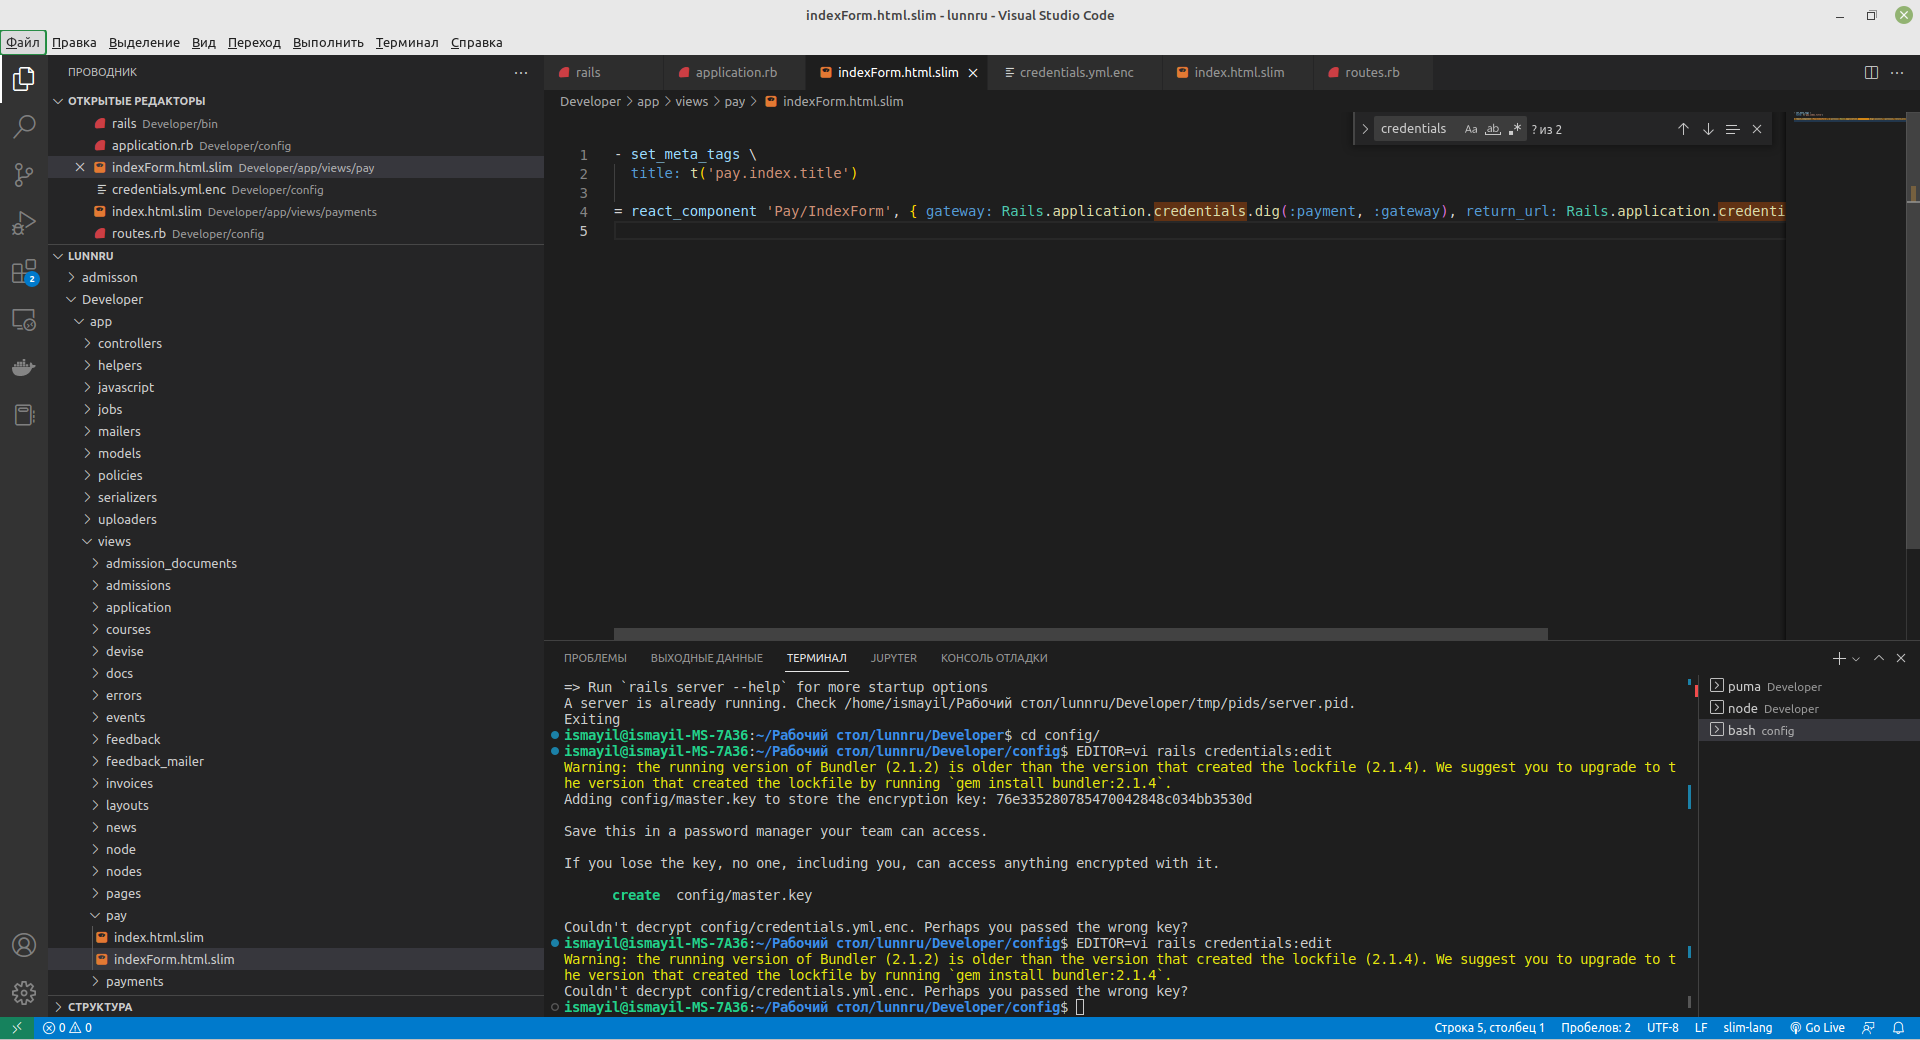 indexForm.html.slim - lunnru - Visual Studio Code
Файл Правка Выделение Вид Переход Выполнить Терминал Справка
ПРОВОДНИК
ОТКРЫТЫЕ РЕДАКТОРЫ
rails Developer/bin
application.rb Developer/config
indexForm.html.slim Developer/app/views/pay
credentials.yml.enc Developer/config
index.html.slim Developer/app/views/payments
routes.rb Developer/config
LUNNRU
admisson
Developer
app
controllers
helpers
javascript
jobs
mailers
models
policies
serializers
uploaders
views
admission_documents
admissions
application
courses
devise
docs
errors
events
feedback
feedback_mailer
invoices
layouts
news
node
nodes
pages
pay
index.html.slim
indexForm.html.slim
payments
СТРУКТУРА
2
rails application.rb indexForm.html.slim credentials.yml.enc index.html.slim routes.rb
Developer > app > views > pay > indexForm.html.slim
credentials Aa ab .* ? из 2
1 - set_meta_tags \
2 title: t('pay.index.title')
3
4 = react_component 'Pay/IndexForm', { gateway: Rails.application.credentials.dig(:payment, :gateway), return_url: Rails.application.credenti
5
ПРОБЛЕМЫ ВЫХОДНЫЕ ДАННЫЕ ТЕРМИНАЛ JUPYTER КОНСОЛЬ ОТЛАДКИ
=> Run `rails server --help` for more startup options
A server is already running. Check /home/ismayil/Рабочий стол/lunnru/Developer/tmp/pids/server.pid.
Exiting
ismayil@ismayil-MS-7A36:~/Рабочий стол/lunnru/Developer$ cd config/
ismayil@ismayil-MS-7A36:~/Рабочий стол/lunnru/Developer/config$ EDITOR=vi rails credentials:edit
Warning: the running version of Bundler (2.1.2) is older than the version that created the lockfile (2.1.4). We suggest you to upgrade to t
he version that created the lockfile by running `gem install bundler:2.1.4`.
Adding config/master.key to store the encryption key: 76e335280785470042848c034bb3530d
Save this in a password manager your team can access.
If you lose the key, no one, including you, can access anything encrypted with it.
create config/master.key
Couldn't decrypt config/credentials.yml.enc. Perhaps you passed the wrong key?
ismayil@ismayil-MS-7A36:~/Рабочий стол/lunnru/Developer/config$ EDITOR=vi rails credentials:edit
Warning: the running version of Bundler (2.1.2) is older than the version that created the lockfile (2.1.4). We suggest you to upgrade to t
he version that created the lockfile by running `gem install bundler:2.1.4`.
Couldn't decrypt config/credentials.yml.enc. Perhaps you passed the wrong key?
ismayil@ismayil-MS-7A36:~/Рабочий стол/lunnru/Developer/config$
puma Developer
node Developer
bash config
0 0 Строка 5, столбец 1 Пробелов: 2 UTF-8 LF slim-lang Go Live